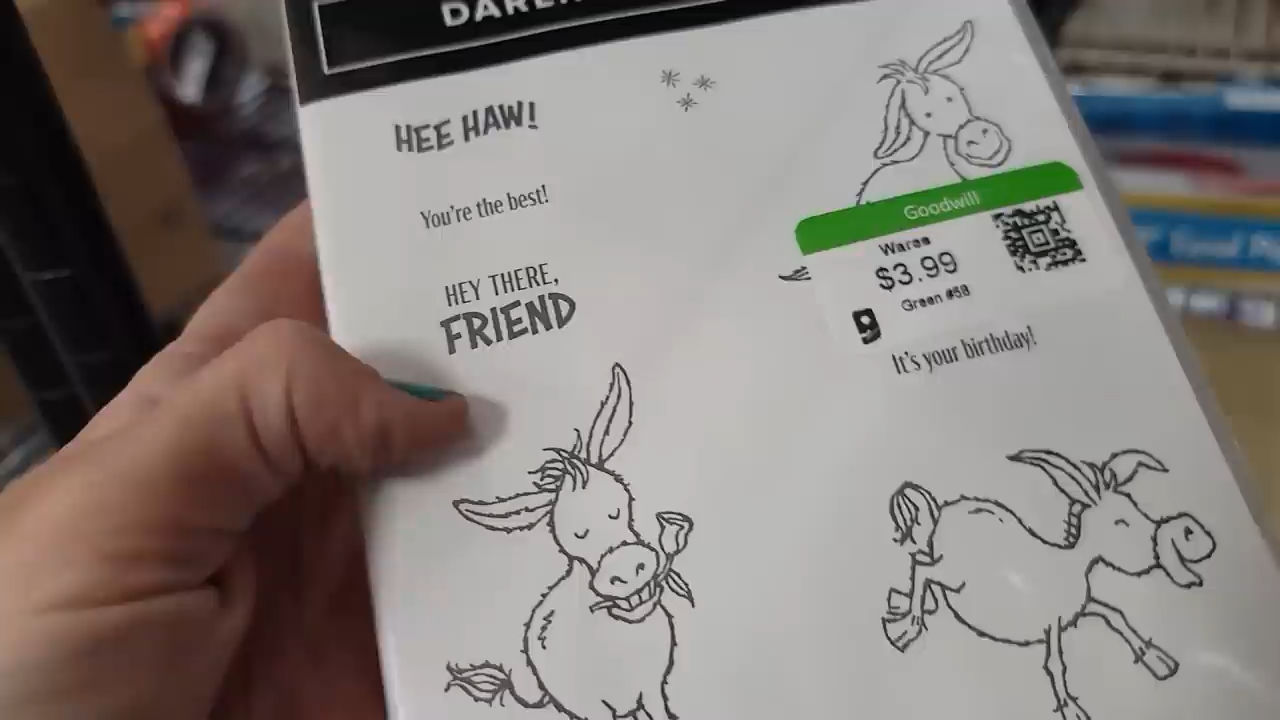 HEE HAW!
You're the best!
HEY THERE,
FRIEND
Goodwill
Wares
$3.99
Green #58
It's your birthday!